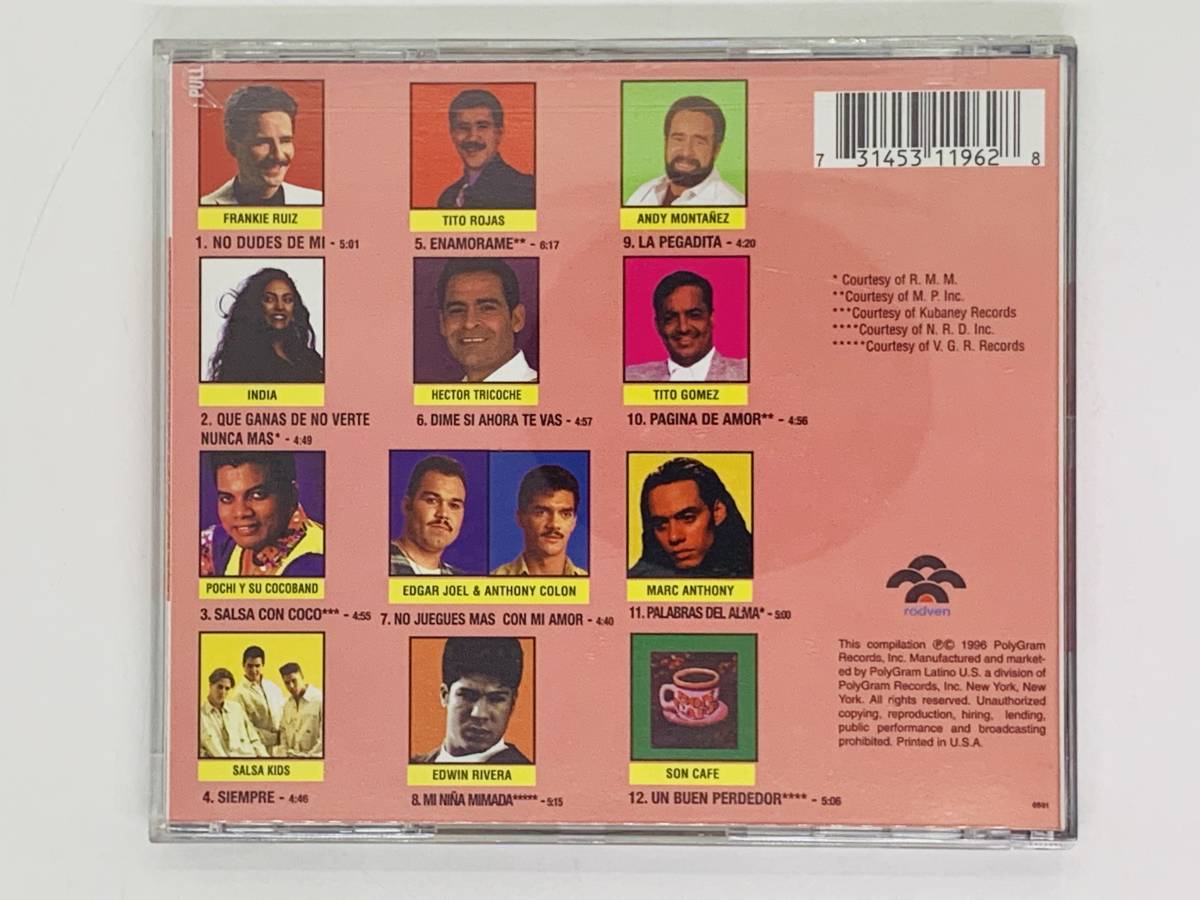 PULL
FRANKIE RUIZ
1. NO DUDES DE MI - 5:01
INDIA
2. QUE GANAS DE NO VERTE
NUNCA MAS* - 4:49
POCHI Y SU COCOBAND
3. SALSA CON COCO*** - 4:55
SALSA KIDS
4. SIEMPRE - 4:46
TITO ROJAS
5. ENAMORAME** - 6:17
HECTOR TRICOCHE
6. DIME SI AHORA TE VAS - 4:57
EDGAR JOEL & ANTHONY COLON
7. NO JUEGUES MAS CON MI AMOR - 4:40
EDWIN RIVERA
8. MI NIÑA MIMADA***** - 5:15
ANDY MONTAÑEZ
9. LA PEGADITA - 4:20
TITO GOMEZ
10. PAGINA DE AMOR** - 4:56
MARC ANTHONY
11. PALABRAS DEL ALMA* - 5:00
SON CAFE
12. UN BUEN PERDEDOR**** - 5:06
7 31453 11962 8
* Courtesy of R. M. M.
**Courtesy of M. P. Inc.
***Courtesy of Kubaney Records
****Courtesy of N. R. D. Inc.
*****Courtesy of V. G. R. Records
rodven
This compilation ℗© 1996 PolyGram
Records, Inc. Manufactured and market-
ed by PolyGram Latino U.S. a division of
PolyGram Records, Inc. New York, New
York. All rights reserved. Unauthorized
copying, reproduction, hiring, lending,
public performance and broadcasting
prohibited. Printed in U.S.A.